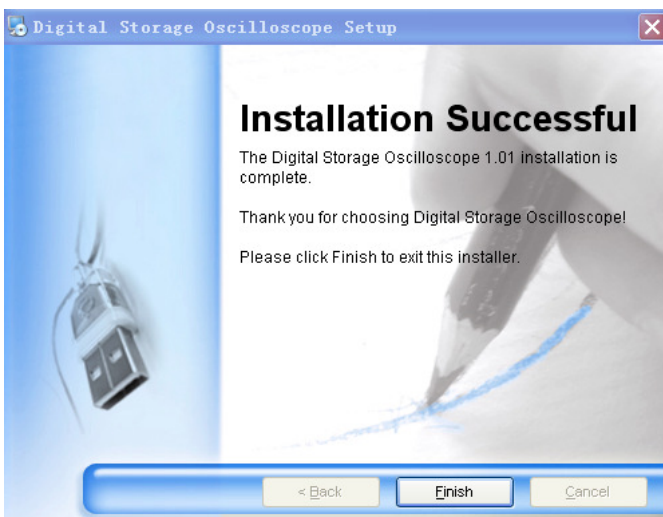 Digital Storage Oscilloscope Setup
Installation Successful
The Digital Storage Oscilloscope 1.01 installation is
complete.
Thank you for choosing Digital Storage Oscilloscope!
Please click Finish to exit this installer.
< Back
Finish
Cancel